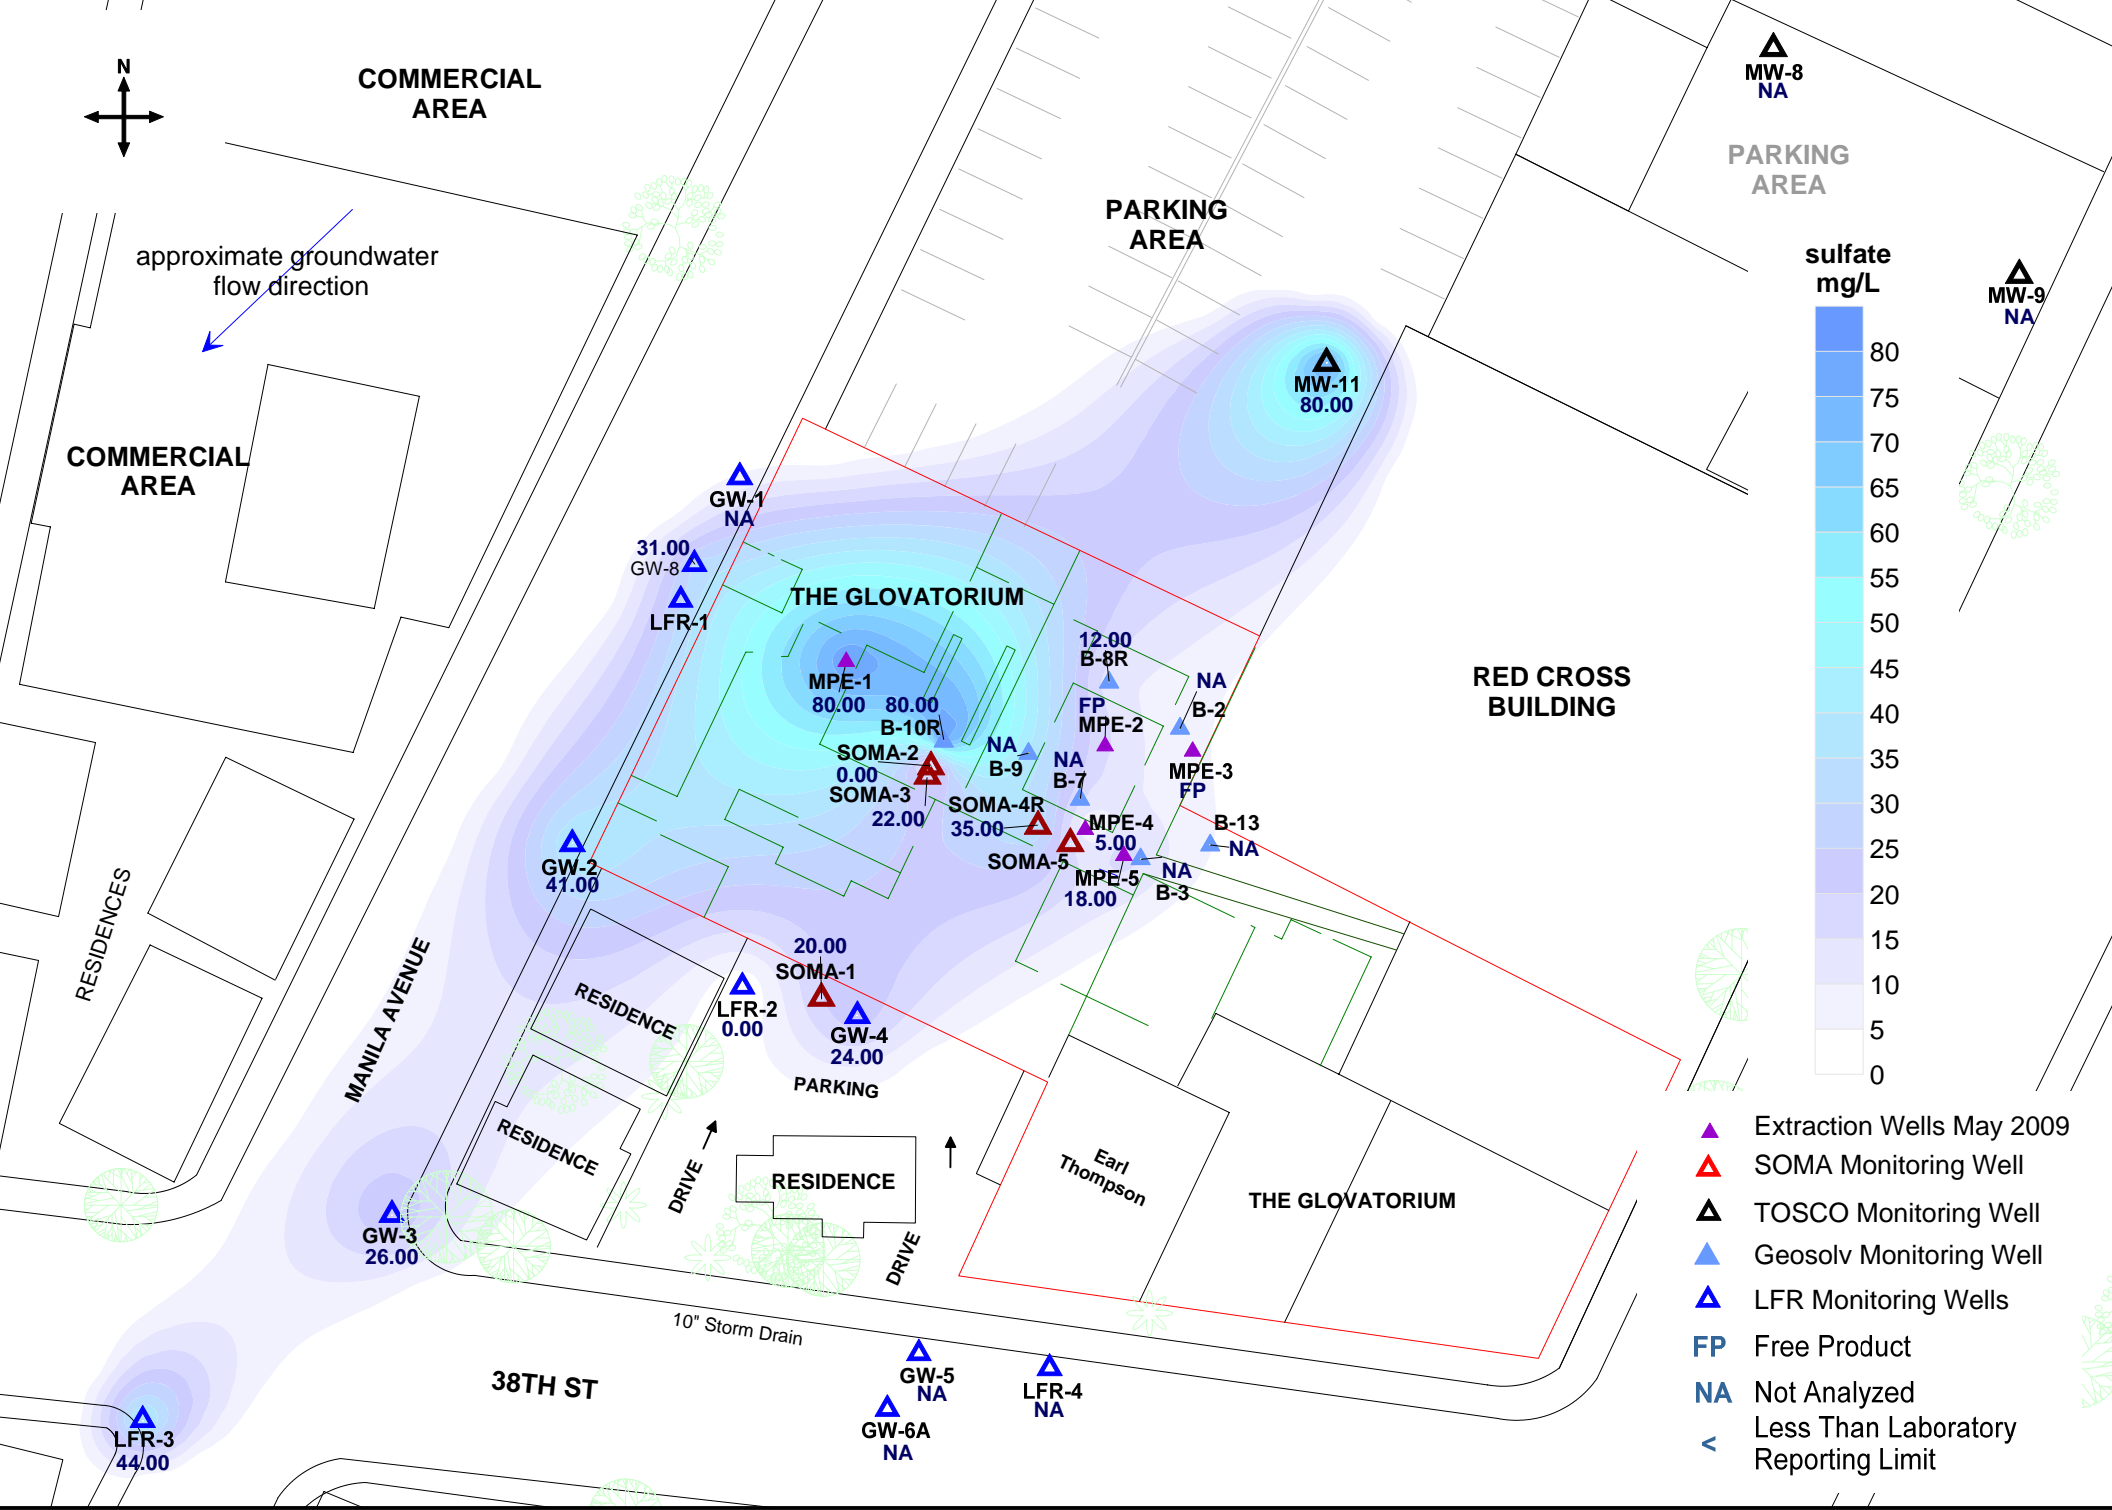 N
COMMERCIAL
AREA
MW-8
NA
PARKING
AREA
PARKING
AREA
approximate groundwater
flow direction
sulfate
mg/L
MW-9
NA
80
75
70
65
60
55
50
45
40
35
30
25
20
15
10
5
0
MW-11
80.00
COMMERCIAL
AREA
GW-1
NA
31.00
GW-8
LFR-1
THE GLOVATORIUM
12.00
B-8R
MPE-1
80.00
80.00
B-10R
NA
B-2
FP
MPE-2
RED CROSS
BUILDING
SOMA-2
0.00
SOMA-3
22.00
NA
B-9
NA
B-7
MPE-3
FP
SOMA-4R
35.00
MPE-4
5.00
B-13
NA
SOMA-5
MPE-5
18.00
NA
B-3
GW-2
41.00
RESIDENCES
MANILA AVENUE
20.00
SOMA-1
RESIDENCE
LFR-2
0.00
GW-4
24.00
PARKING
RESIDENCE
DRIVE
RESIDENCE
DRIVE
Earl
Thompson
THE GLOVATORIUM
GW-3
26.00
10" Storm Drain
38TH ST
GW-5
NA
LFR-4
NA
GW-6A
NA
LFR-3
44.00
Extraction Wells May 2009
SOMA Monitoring Well
TOSCO Monitoring Well
Geosolv Monitoring Well
LFR Monitoring Wells
FP Free Product
NA Not Analyzed
< Less Than Laboratory
Reporting Limit